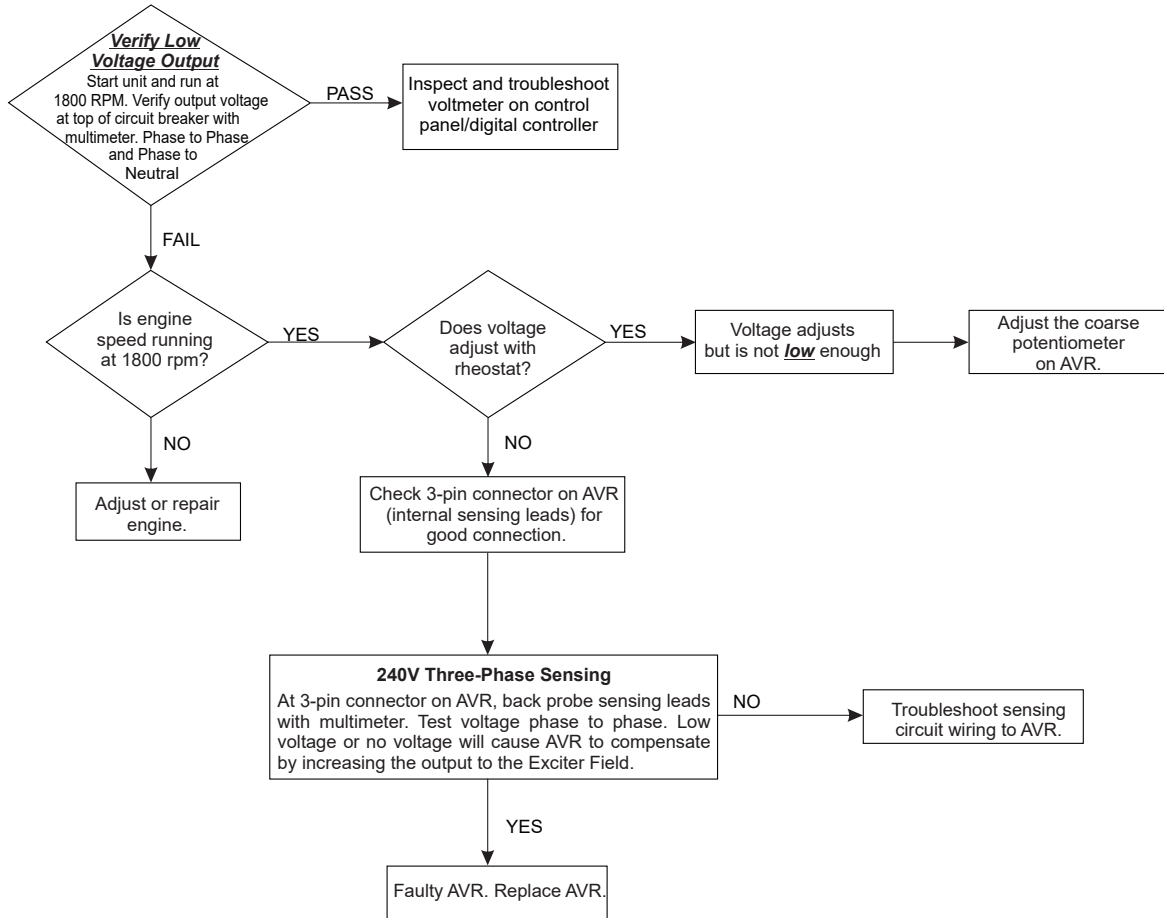 Verify Low
Voltage Output
Start unit and run at
1800 RPM. Verify output voltage
at top of circuit breaker with
multimeter. Phase to Phase
and Phase to
Neutral
PASS
Inspect and troubleshoot
voltmeter on control
panel/digital controller
FAIL
Is engine
speed running
at 1800 rpm?
YES
Does voltage
adjust with
rheostat?
YES
Voltage adjusts
but is not low enough
Adjust the coarse
potentiometer
on AVR.
NO
Adjust or repair
engine.
NO
Check 3-pin connector on AVR
(internal sensing leads) for
good connection.
240V Three-Phase Sensing
At 3-pin connector on AVR, back probe sensing leads
with multimeter. Test voltage phase to phase. Low
voltage or no voltage will cause AVR to compensate
by increasing the output to the Exciter Field.
NO
Troubleshoot sensing
circuit wiring to AVR.
YES
Faulty AVR. Replace AVR.